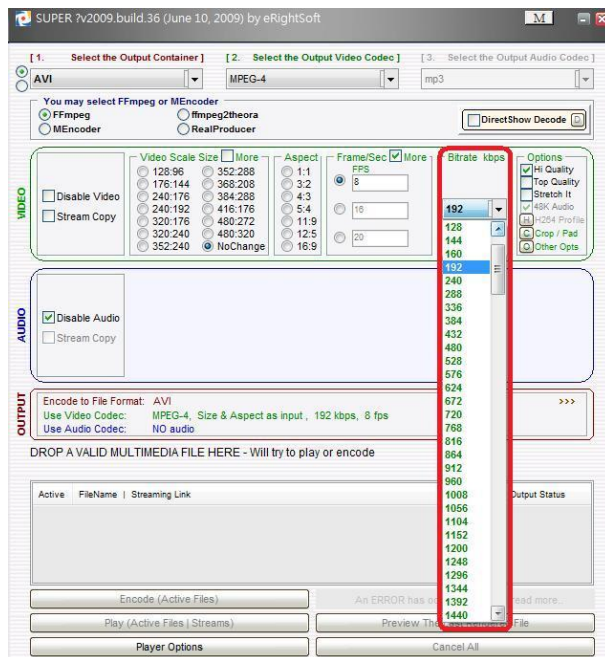 SUPER ?v2009.build.36 (June 10, 2009) by eRightSoft
M
[ 1. Select the Output Container ]
[ 2. Select the Output Video Codec ]
[ 3. Select the Output Audio Codec ]
AVI
MPEG-4
mp3
You may select FFmpeg or MEncoder
FFmpeg
ffmpeg2theora
MEncoder
RealProducer
DirectShow Decode D
VIDEO
Disable Video
Stream Copy
Video Scale Size More
128:96 352:288
176:144 368:208
240:176 384:288
240:192 416:176
320:176 480:272
320:240 480:320
352:240 NoChange
Aspect
1:1
3:2
4:3
5:4
11:9
12:5
16:9
Frame/Sec More
FPS
8
16
20
Bitrate kbps
192
128
144
160
192
240
288
336
384
432
480
528
576
624
672
720
768
816
864
912
960
1008
1056
1104
1152
1200
1248
1296
1344
1392
1440
Options
Hi Quality
Top Quality
Stretch It
48K Audio
H H264 Profile
C Crop / Pad
O Other Opts
AUDIO
Disable Audio
Stream Copy
OUTPUT
Encode to File Format: AVI
>>>
Use Video Codec: MPEG-4, Size & Aspect as input , 192 kbps, 8 fps
Use Audio Codec: NO audio
DROP A VALID MULTIMEDIA FILE HERE - Will try to play or encode
Active FileName | Streaming Link
Output Status
Encode (Active Files)
An ERROR has
read more..
Play (Active Files | Streams)
Preview The
File
Player Options
Cancel All